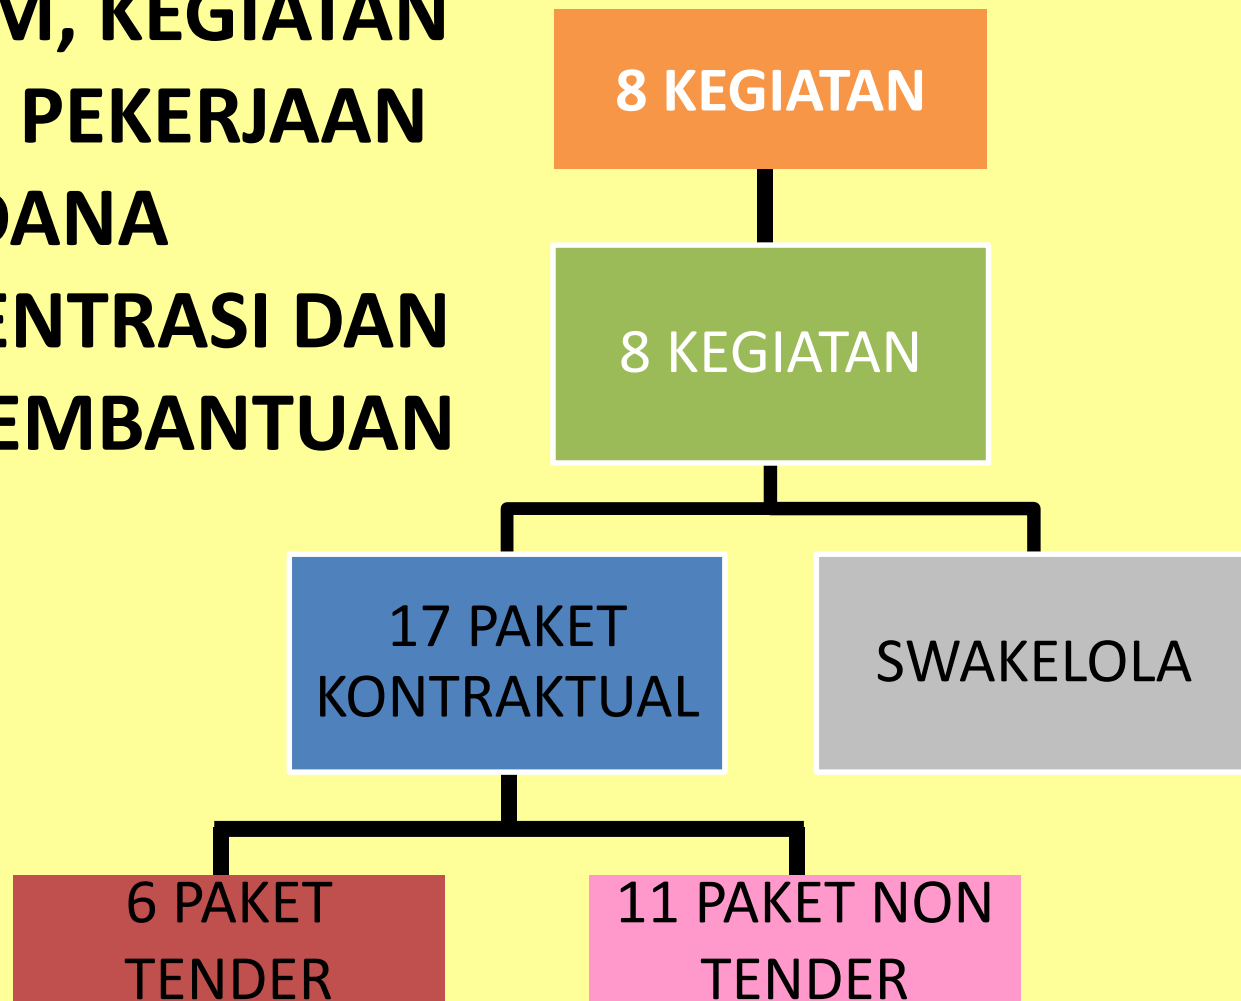 M, KEGIATAN
PEKERJAAN
DANA
ENTRASI DAN
EMBANTUAN
8 KEGIATAN
8 KEGIATAN
17 PAKET
KONTRAKTUAL
SWAKELOLA
6 PAKET
TENDER
11 PAKET NON
TENDER